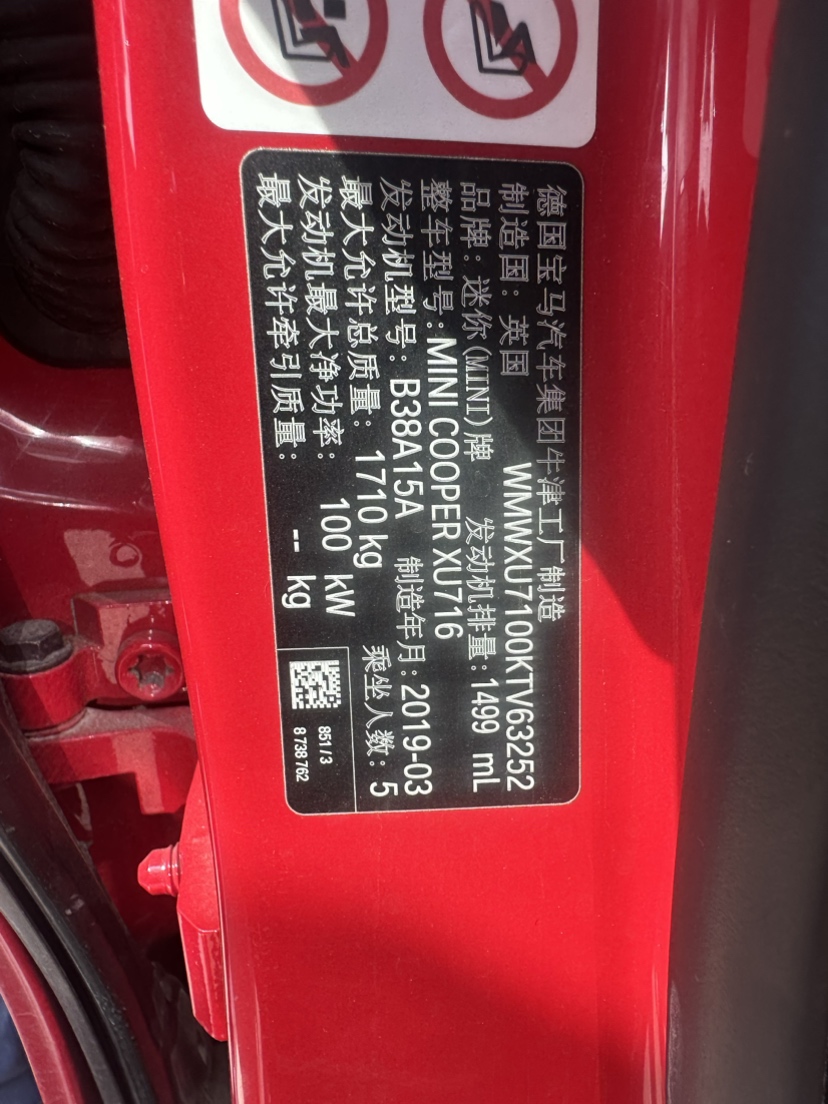 德国宝马汽车集团牛津工厂制造
制造国: 英国 WMWXU7100KTV63252
品牌: 迷你(MINI)牌 发动机排量: 1499 mL
整车型号: MINI COOPER XU716
发动机型号: B38A15A 制造年月: 2019-03
最大允许总质量: 1710 kg 乘坐人数: 5
发动机最大净功率: 100 kW
最大允许牵引质量: -- kg
851/3
8 738 762